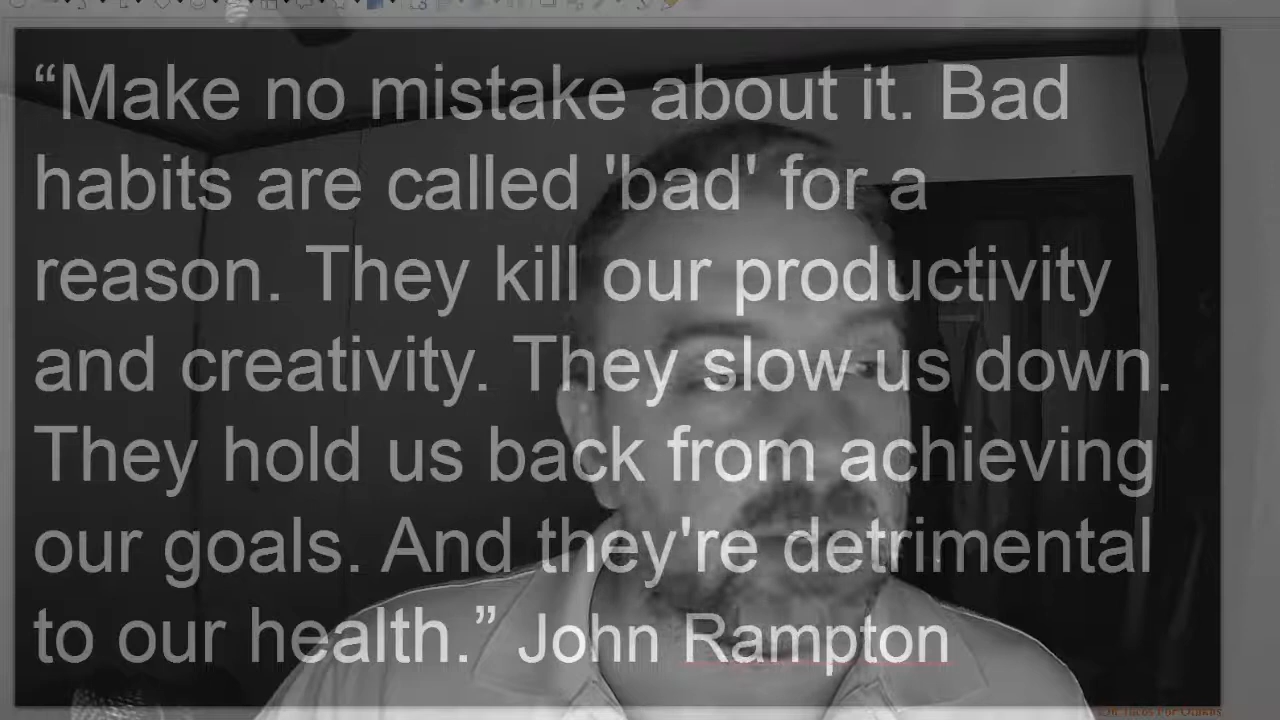 “Make no mistake about it. Bad
habits are called 'bad' for a
reason. They kill our productivity
and creativity. They slow us down.
They hold us back from achieving
our goals. And they're detrimental
to our health.” John Rampton